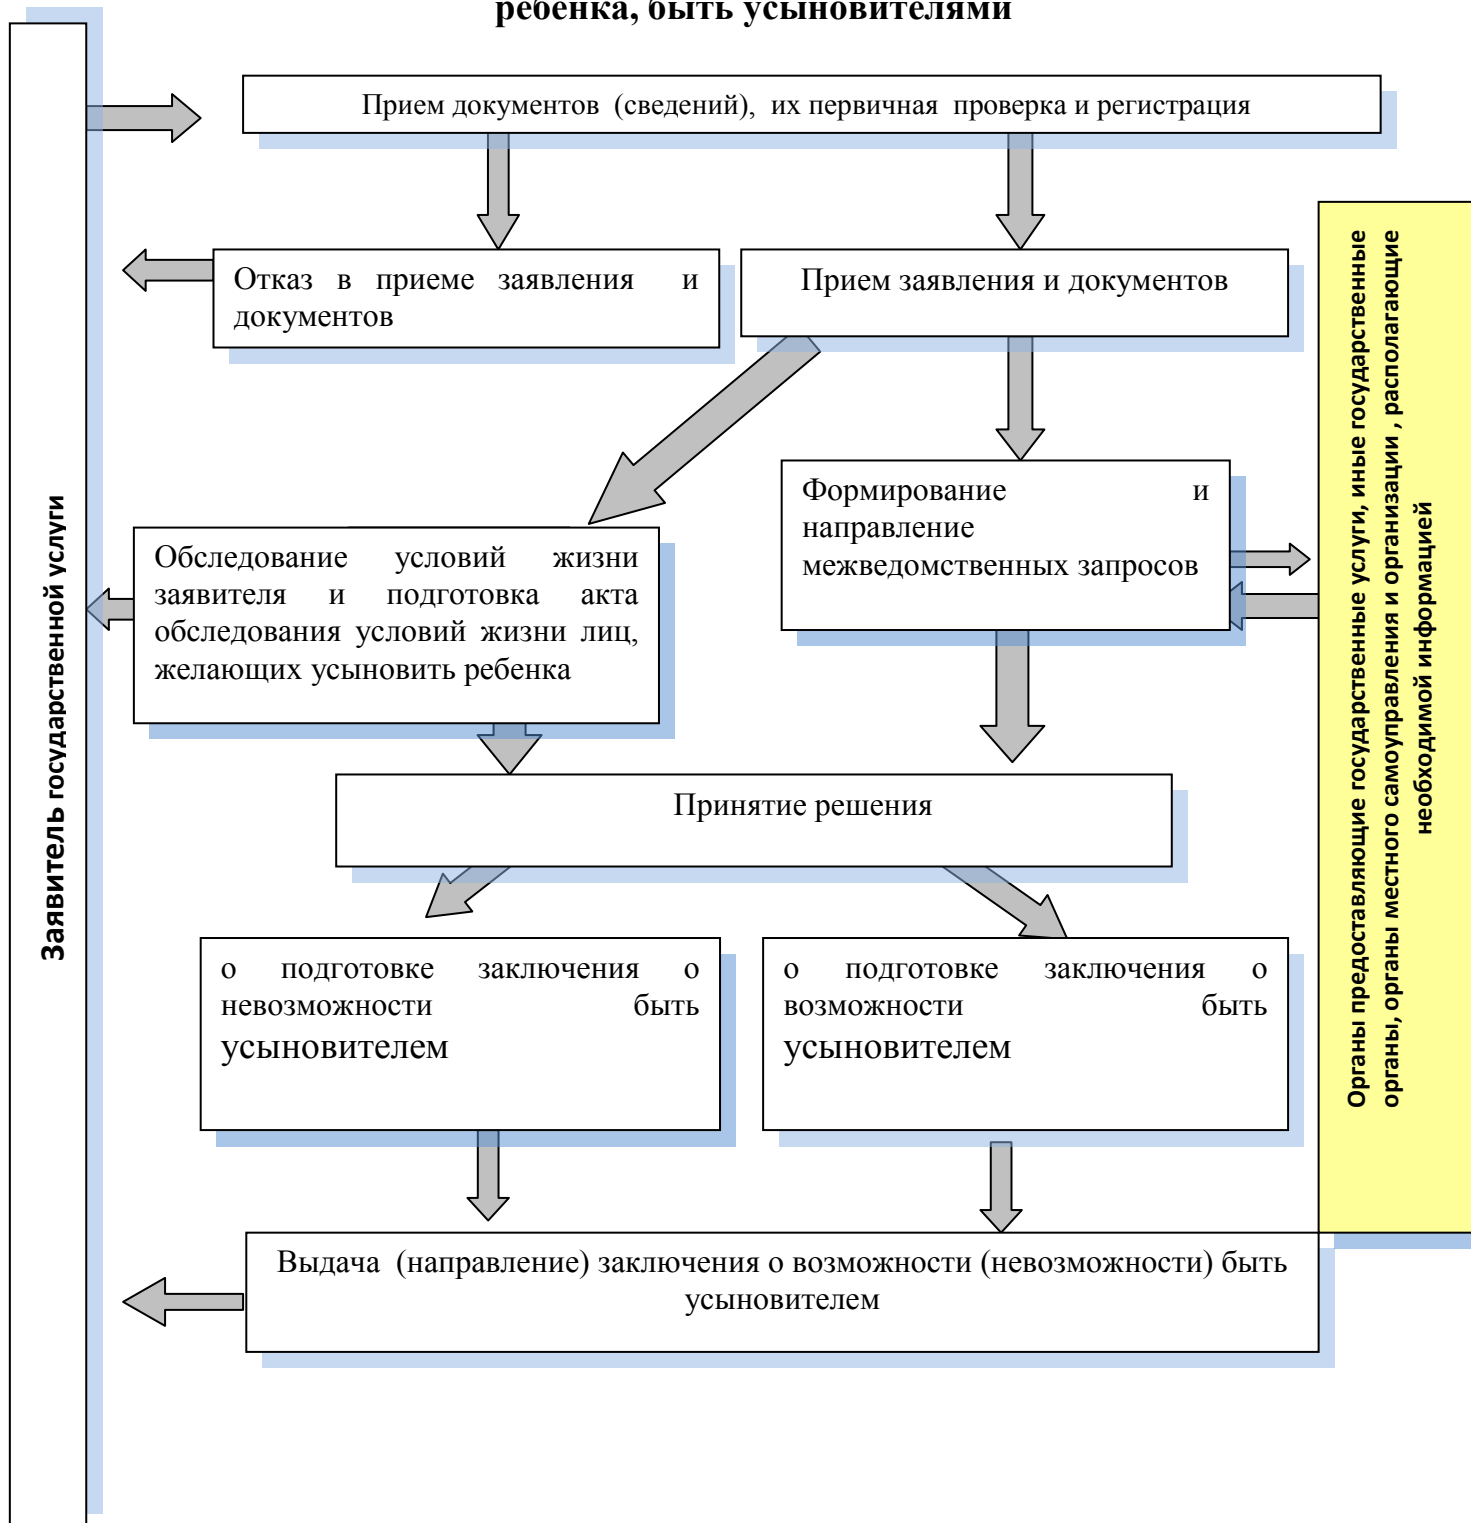 ребенка, быть усыновителями
Прием документов (сведений), их первичная проверка и регистрация
Отказ в приеме заявления и
документов
Прием заявления и документов
Формирование и
направление
межведомственных запросов
Обследование условий жизни
заявителя и подготовка акта
обследования условий жизни лиц,
желающих усыновить ребенка
Принятие решения
о подготовке заключения о
невозможности быть
усыновителем
о подготовке заключения о
возможности быть
усыновителем
Выдача (направление) заключения о возможности (невозможности) быть
усыновителем
Заявитель государственной услуги
Органы предоставляющие государственные услуги, иные государственные
органы, органы местного самоуправления и организации , располагающие
необходимой информацией